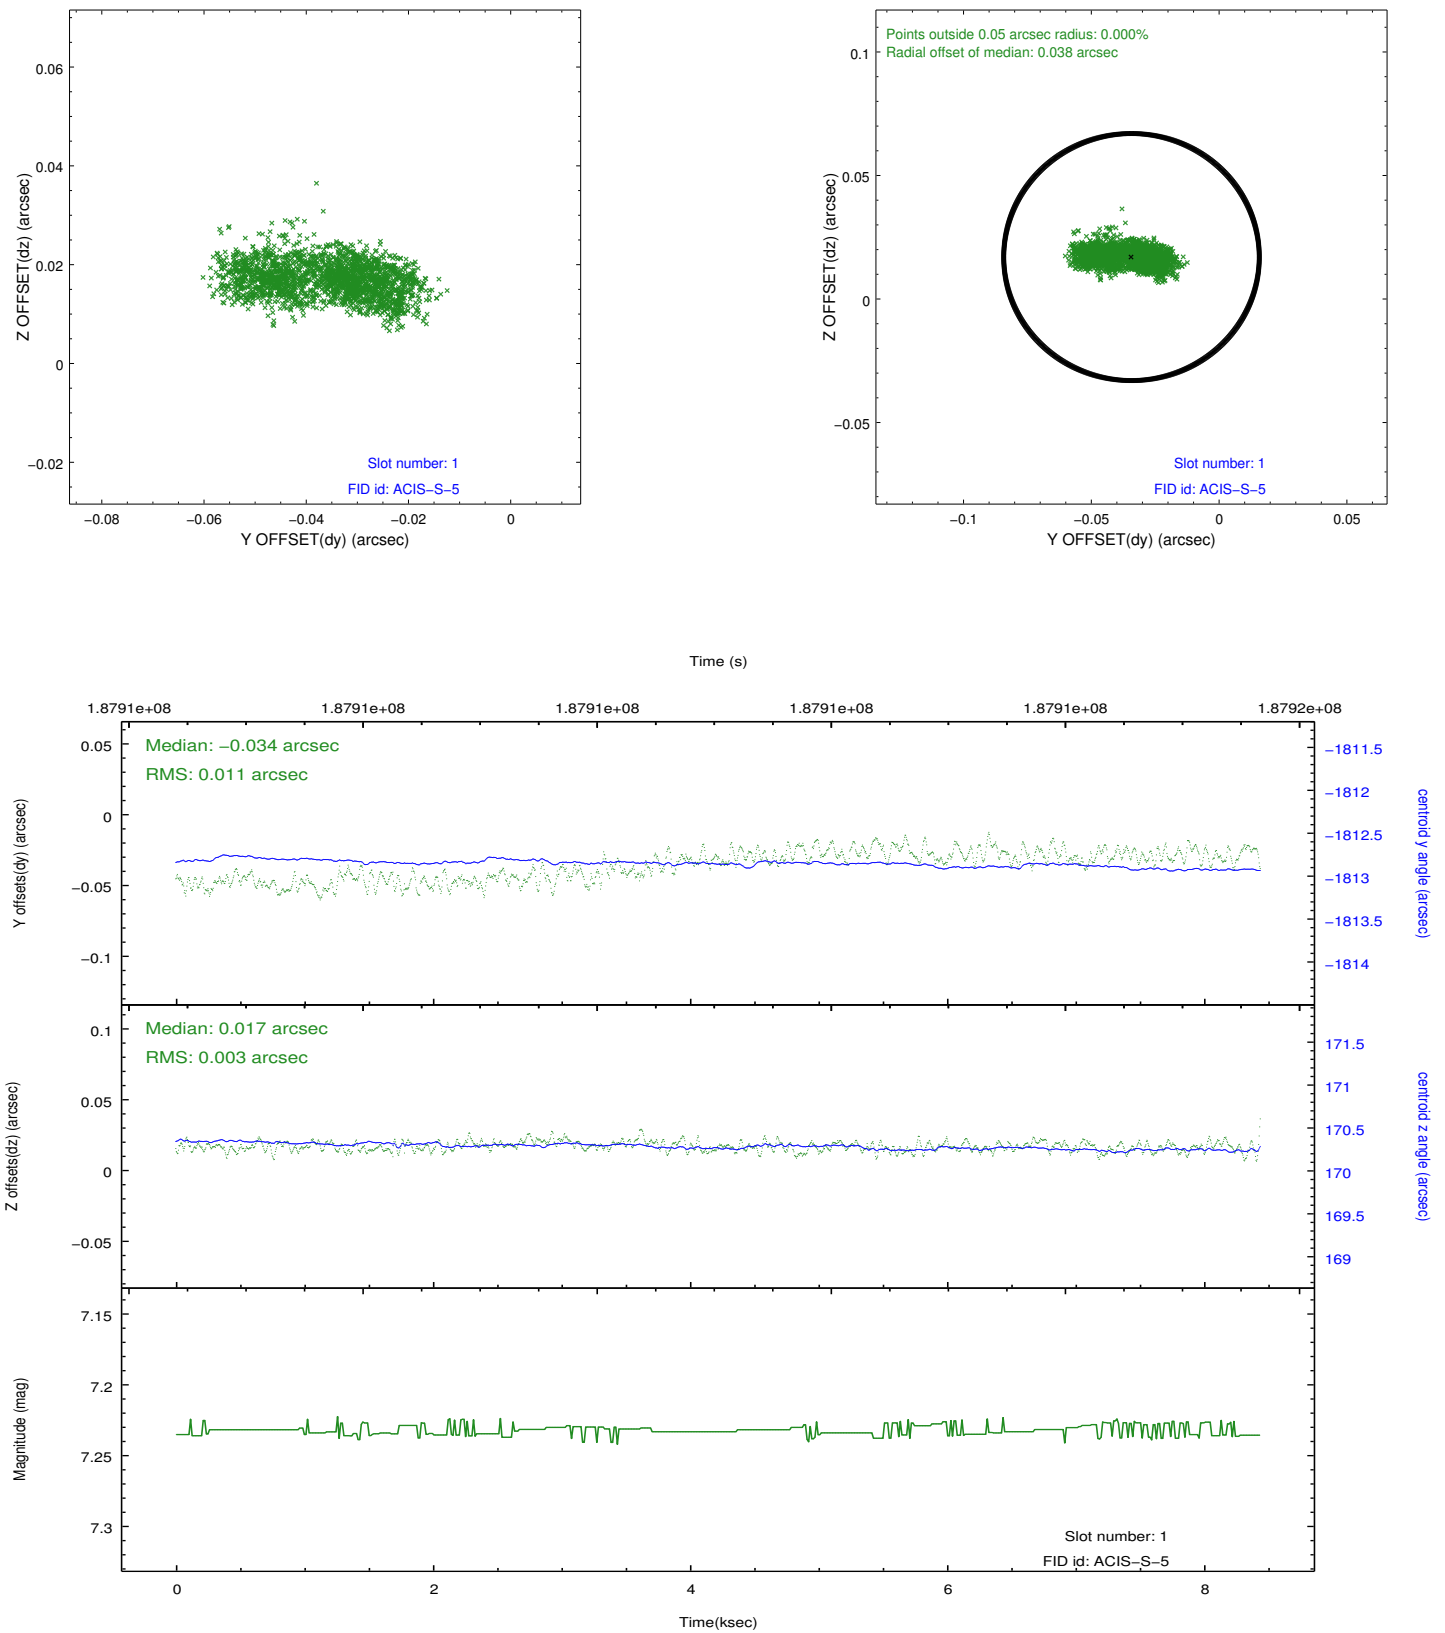 0.06
0.04
0.02
0
−0.02
Z OFFSET(dz) (arcsec)
Slot number: 1
FID id: ACIS−S−5
−0.08
−0.06
−0.04
−0.02
0
Y OFFSET(dy) (arcsec)
Points outside 0.05 arcsec radius: 0.000%
Radial offset of median: 0.038 arcsec
0.1
0.05
0
−0.05
Z OFFSET(dz) (arcsec)
Slot number: 1
FID id: ACIS−S−5
−0.1
−0.05
0
0.05
Y OFFSET(dy) (arcsec)
Time (s)
1.8791e+08
1.8791e+08
1.8791e+08
1.8791e+08
1.8791e+08
1.8792e+08
Median: −0.034 arcsec
RMS: 0.011 arcsec
0.05
0
−0.05
−0.1
Y offsets(dy) (arcsec)
−1811.5
−1812
−1812.5
−1813
−1813.5
−1814
centroid y angle (arcsec)
Median: 0.017 arcsec
RMS: 0.003 arcsec
0.1
0.05
0
−0.05
Z offsets(dz) (arcsec)
171.5
171
170.5
170
169.5
169
centroid z angle (arcsec)
7.15
7.2
7.25
7.3
Magnitude (mag)
Slot number: 1
FID id: ACIS−S−5
0
2
4
6
8
Time(ksec)